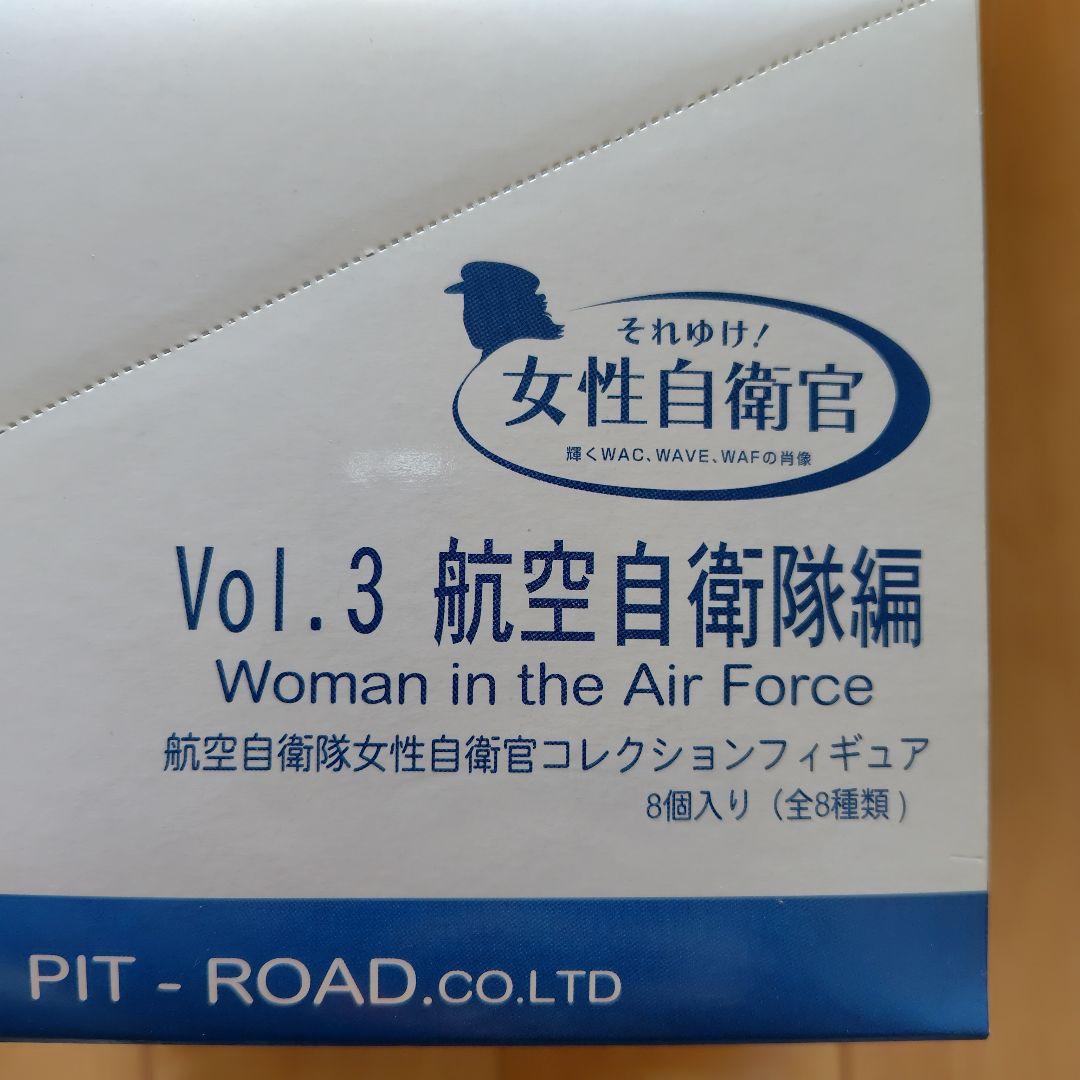 それゆけ!
女性自衛官
輝くWAC、WAVE、WAFの肖像
Vol.3 航空自衛隊編
Woman in the Air Force
航空自衛隊女性自衛官コレクションフィギュア
8個入り(全8種類)
PIT - ROAD.CO.LTD